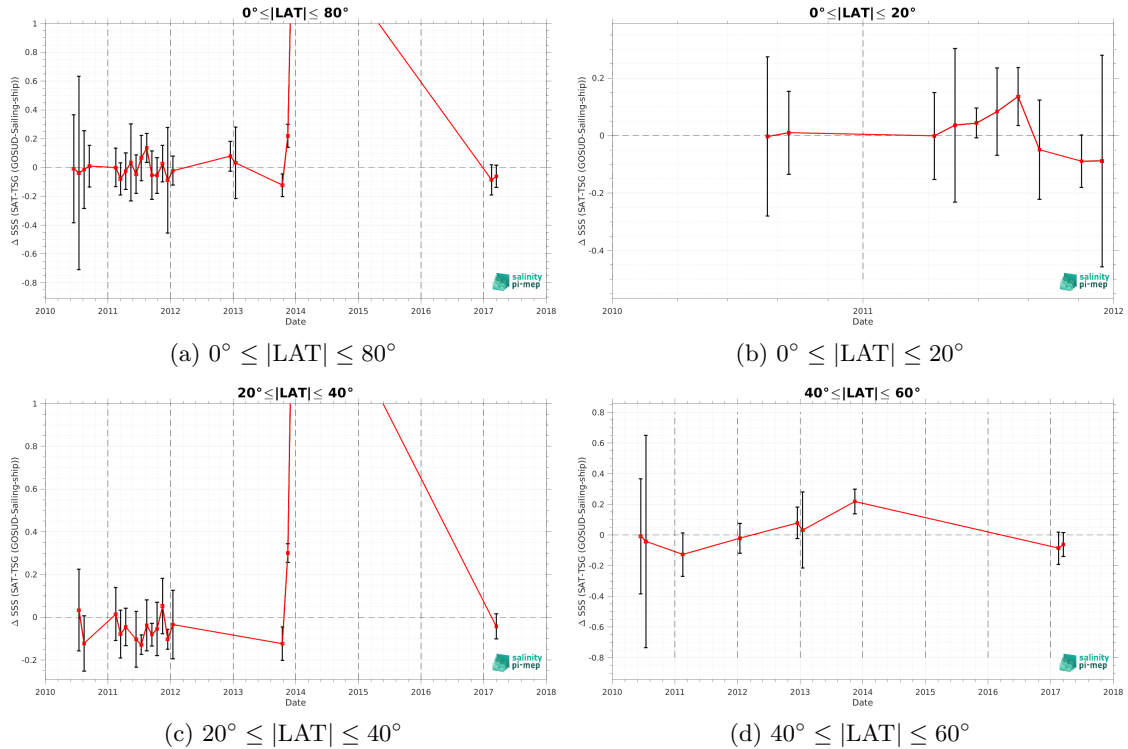 0°≤|LAT|≤ 80°
Δ SSS (SAT-TSG (GOSUD-Sailing-ship))
1
0.8
0.6
0.4
0.2
0
-0.2
-0.4
-0.6
-0.8
2010 2011 2012 2013 2014 2015 2016 2017 2018
Date
salinity
pi-mep
(a) 0° ≤ |LAT| ≤ 80°
0°≤|LAT|≤ 20°
Δ SSS (SAT-TSG (GOSUD-Sailing-ship))
0.2
0
-0.2
-0.4
2010 2011 2012
Date
salinity
pi-mep
(b) 0° ≤ |LAT| ≤ 20°
20°≤|LAT|≤ 40°
Δ SSS (SAT-TSG (GOSUD-Sailing-ship))
1
0.8
0.6
0.4
0.2
0
-0.2
2010 2011 2012 2013 2014 2015 2016 2017 2018
Date
salinity
pi-mep
(c) 20° ≤ |LAT| ≤ 40°
40°≤|LAT|≤ 60°
Δ SSS (SAT-TSG (GOSUD-Sailing-ship))
0.8
0.6
0.4
0.2
0
-0.2
-0.4
-0.6
-0.8
2010 2011 2012 2013 2014 2015 2016 2017 2018
Date
salinity
pi-mep
(d) 40° ≤ |LAT| ≤ 60°